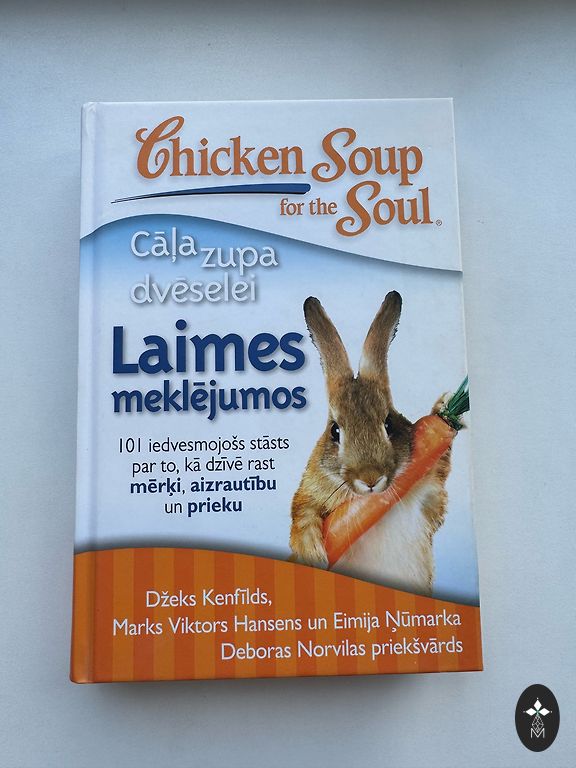 Chicken Soup
for the Soul®
cāļa zupa
dvēselei
Laimes
meklējumos
101 iedvesmojošs stāsts
par to, kā dzīvē rast
mērķi, aizrautību
un prieku
Džeks Kenfīlds,
Marks Viktors Hansens un Eimija Ņūmarka
Deboras Norvilas priekšvārds
M